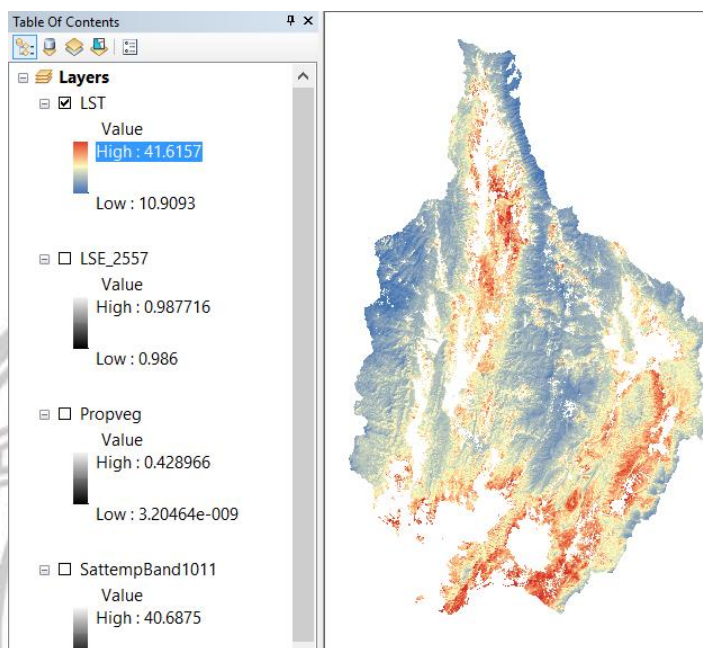 Table Of Contents
Layers
LST
Value
High : 41.6157
Low : 10.9093
LSE_2557
Value
High : 0.987716
Low : 0.986
Propveg
Value
High : 0.428966
Low : 3.20464e-009
SattempBand1011
Value
High : 40.6875